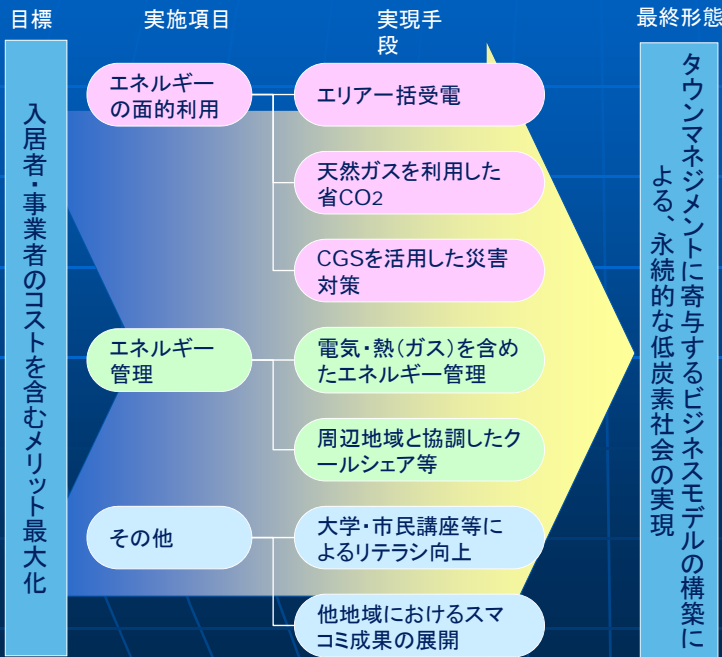 目標
実施項目
実現手
段
最終形態
入居者・事業者のコストを含むメリット最大化
エネルギー
の面的利用
エリア一括受電
天然ガスを利用した
省CO2
CGSを活用した災害
対策
エネルギー
管理
電気・熱(ガス)を含め
たエネルギー管理
周辺地域と協調したク
ールシェア等
その他
大学・市民講座等に
よるリテラシ向上
他地域におけるスマ
コミ成果の展開
タウンマネジメントに寄与するビジネスモデルの構築に
よる、永続的な低炭素社会の実現